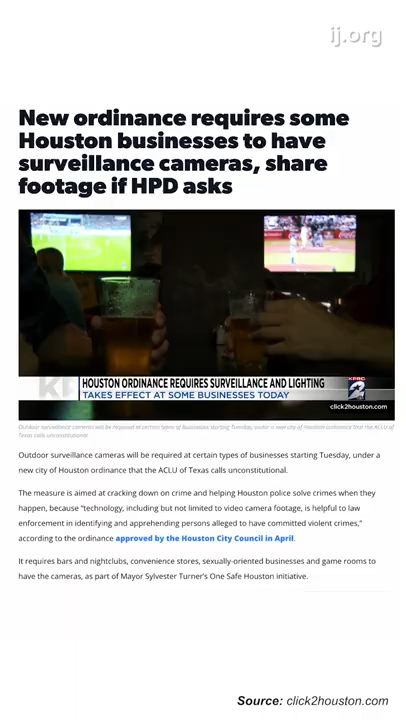 ij.org
New ordinance requires some
Houston businesses to have
surveillance cameras, share
footage if HPD asks
KPRC
2
HOUSTON ORDINANCE REQUIRES SURVEILLANCE AND LIGHTING
TAKES EFFECT AT SOME BUSINESSES TODAY
click2houston.com
Outdoor surveillance cameras will be required at certain types of businesses starting Tuesday, under a new city of Houston ordinance that the ACLU of
Texas calls unconstitutional
Outdoor surveillance cameras will be required at certain types of businesses starting Tuesday, under a
new city of Houston ordinance that the ACLU of Texas calls unconstitutional.
The measure is aimed at cracking down on crime and helping Houston police solve crimes when they
happen, because “technology, including but not limited to video camera footage, is helpful to law
enforcement in identifying and apprehending persons alleged to have committed violent crimes,”
according to the ordinance approved by the Houston City Council in April.
It requires bars and nightclubs, convenience stores, sexually-oriented businesses and game rooms to
have the cameras, as part of Mayor Sylvester Turner’s One Safe Houston initiative.
Source: click2houston.com